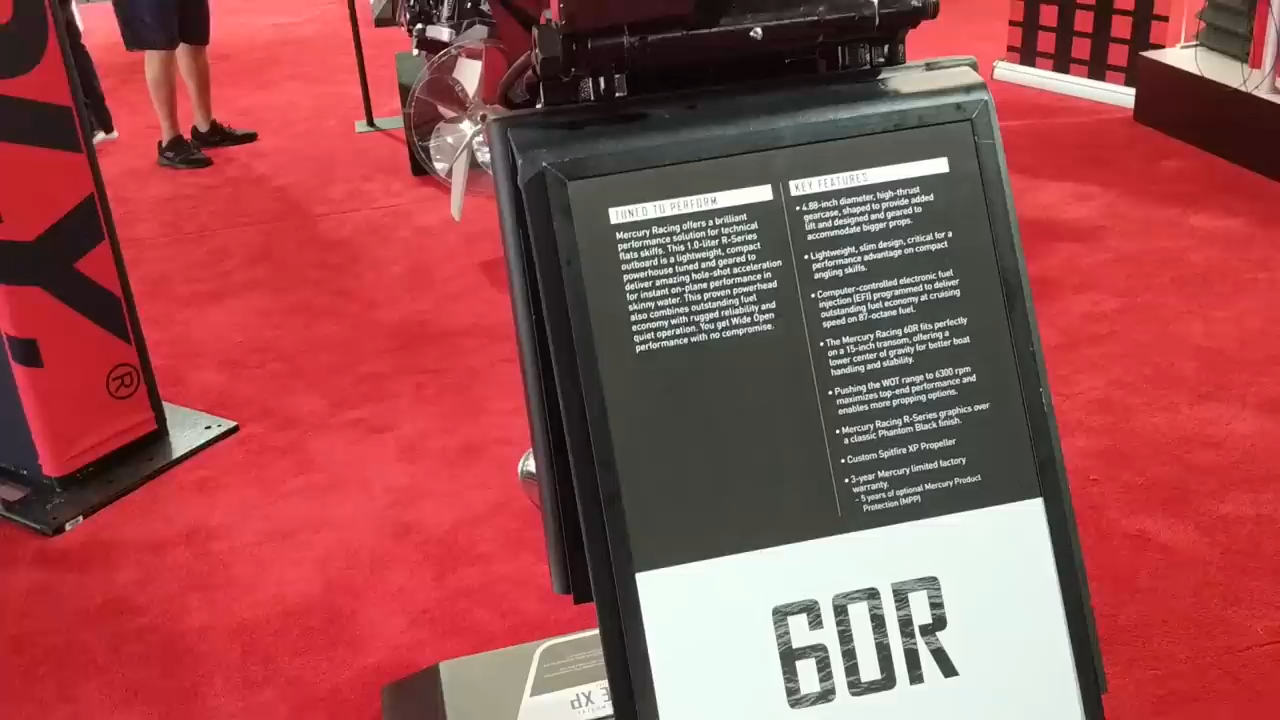 TUNED TO PERFORM
Mercury Racing offers a brilliant
performance solution for technical
flats skiffs. This 1.0-liter R-Series
outboard is a lightweight, compact
powerhouse tuned and geared to
deliver amazing hole-shot acceleration
for instant on-plane performance in
skinny water. This proven powerhead
also combines outstanding fuel
economy with rugged reliability and
quiet operation. You get Wide Open
performance with no compromise.
KEY FEATURES
• 4.88-inch diameter, high-thrust
gearcase, shaped to provide added
lift and designed and geared to
accommodate bigger props.
• Lightweight, slim design, critical for a
performance advantage on compact
angling skiffs.
• Computer-controlled electronic fuel
injection (EFI) programmed to deliver
outstanding fuel economy at cruising
speed on 87-octane fuel.
• The Mercury Racing 60R fits perfectly
on a 15-inch transom, offering a
lower center of gravity for better boat
handling and stability.
• Pushing the WOT range to 6300 rpm
maximizes top-end performance and
enables more propping options.
• Mercury Racing R-Series graphics over
a classic Phantom Black finish.
• Custom Spitfire XP Propeller
• 3-year Mercury limited factory
warranty.
- 5 years of optional Mercury Product
Protection (MPP)
60R
®
E XP